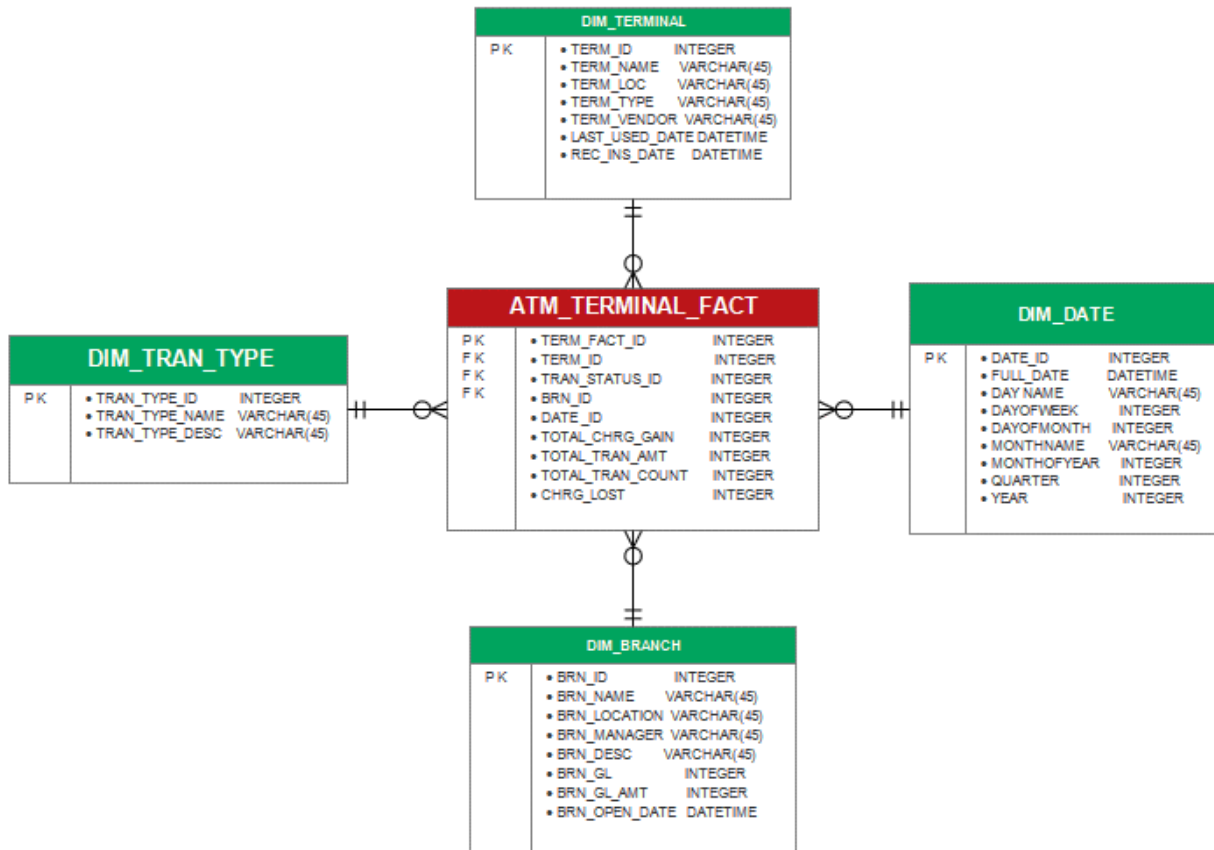 DIM_TERMINAL
PK • TERM_ID INTEGER
• TERM_NAME VARCHAR(45)
• TERM_LOC VARCHAR(45)
• TERM_TYPE VARCHAR(45)
• TERM_VENDOR VARCHAR(45)
• LAST_USED_DATE DATETIME
• REC_INS_DATE DATETIME
DIM_TRAN_TYPE
PK • TRAN_TYPE_ID INTEGER
• TRAN_TYPE_NAME VARCHAR(45)
• TRAN_TYPE_DESC VARCHAR(45)
ATM_TERMINAL_FACT
PK • TERM_FACT_ID INTEGER
FK • TERM_ID INTEGER
FK • TRAN_STATUS_ID INTEGER
FK • BRN_ID INTEGER
• DATE_ID INTEGER
• TOTAL_CHRG_GAIN INTEGER
• TOTAL_TRAN_AMT INTEGER
• TOTAL_TRAN_COUNT INTEGER
• CHRG_LOST INTEGER
DIM_DATE
PK • DATE_ID INTEGER
• FULL_DATE DATETIME
• DAY NAME VARCHAR(45)
• DAYOFWEEK INTEGER
• DAYOFMONTH INTEGER
• MONTHNAME VARCHAR(45)
• MONTHOFYEAR INTEGER
• QUARTER INTEGER
• YEAR INTEGER
DIM_BRANCH
PK • BRN_ID INTEGER
• BRN_NAME VARCHAR(45)
• BRN_LOCATION VARCHAR(45)
• BRN_MANAGER VARCHAR(45)
• BRN_DESC VARCHAR(45)
• BRN_GL INTEGER
• BRN_GL_AMT INTEGER
• BRN_OPEN_DATE DATETIME